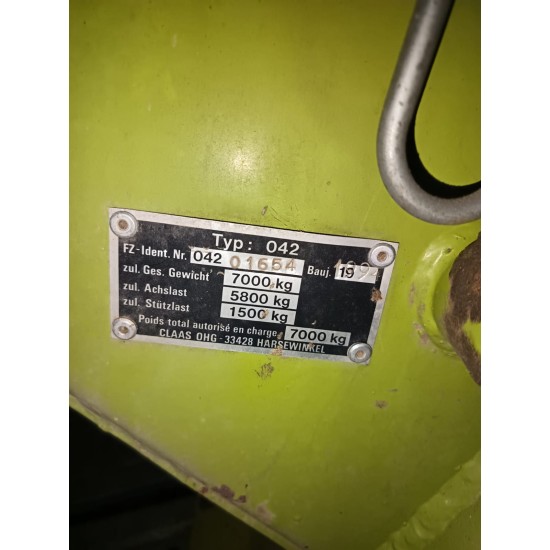 Typ: 042
FZ-Ident. Nr. 042 01654 Bauj. 19
zul. Ges. Gewicht 7000 kg
zul. Achslast 5800 kg
zul. Stützlast 1500 kg
Poids total autorisé en charge 7000 kg
CLAAS OHG - 33428 HARSEWINKEL